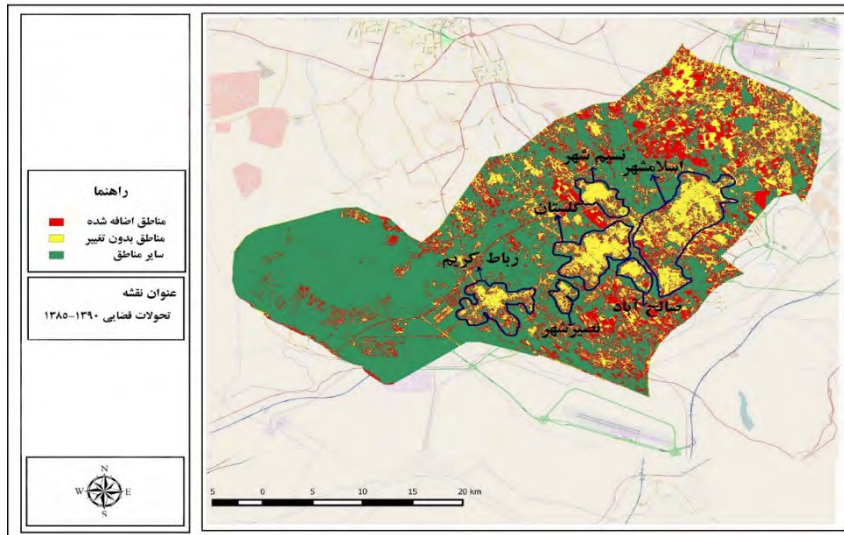 راهنما
مناطق اضافه شده
مناطق بدون تغییر
سایر مناطق
عنوان نقشه
تحولات فضایی ۱۳۹۰-۱۳۸۵
N
W E
S
نسیم شهر
اسلامشهر
گلستان
رباط کریم
صالح آباد
نصیرشهر
5 0 5 10 15 20 km